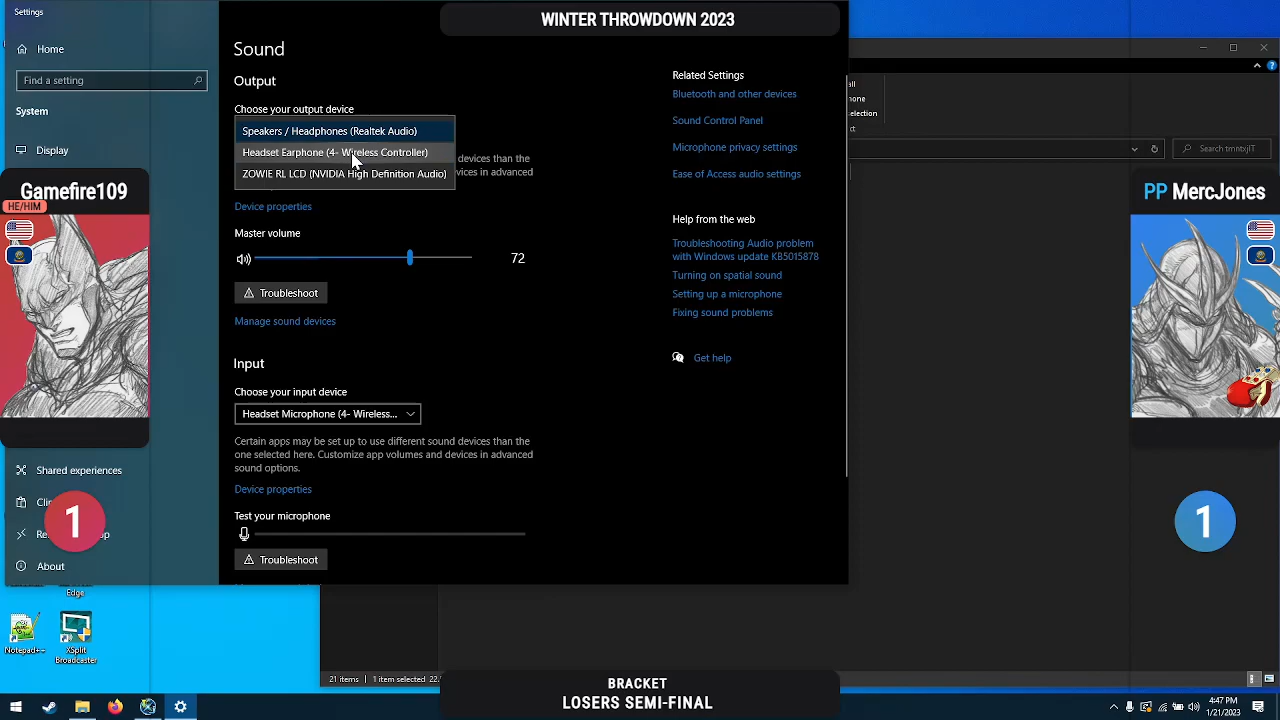 WINTER THROWDOWN 2023
Home
Find a setting
System
Display
Gamefire109
HE/HIM
Shared experiences
1
About
Sound
Output
Choose your output device
Speakers / Headphones (Realtek Audio)
Headset Earphone (4- Wireless Controller)
ZOWIE RL LCD (NVIDIA High Definition Audio)
devices than the
vices in advanced
Device properties
Master volume
72
Troubleshoot
Manage sound devices
Input
Choose your input device
Headset Microphone (4- Wireless...
Certain apps may be set up to use different sound devices than the
one selected here. Customize app volumes and devices in advanced
sound options.
Device properties
Test your microphone
Troubleshoot
Related Settings
Bluetooth and other devices
Sound Control Panel
Microphone privacy settings
Ease of Access audio settings
Help from the web
Troubleshooting Audio problem
with Windows update KB5015878
Turning on spatial sound
Setting up a microphone
Fixing sound problems
Get help
Search tmntxjiT
PP MercJones
1
Edge
Notepad++
XSplit
Broadcaster
21 items
1 item selected
BRACKET
LOSERS SEMI-FINAL
4:47 PM
1/21/2023